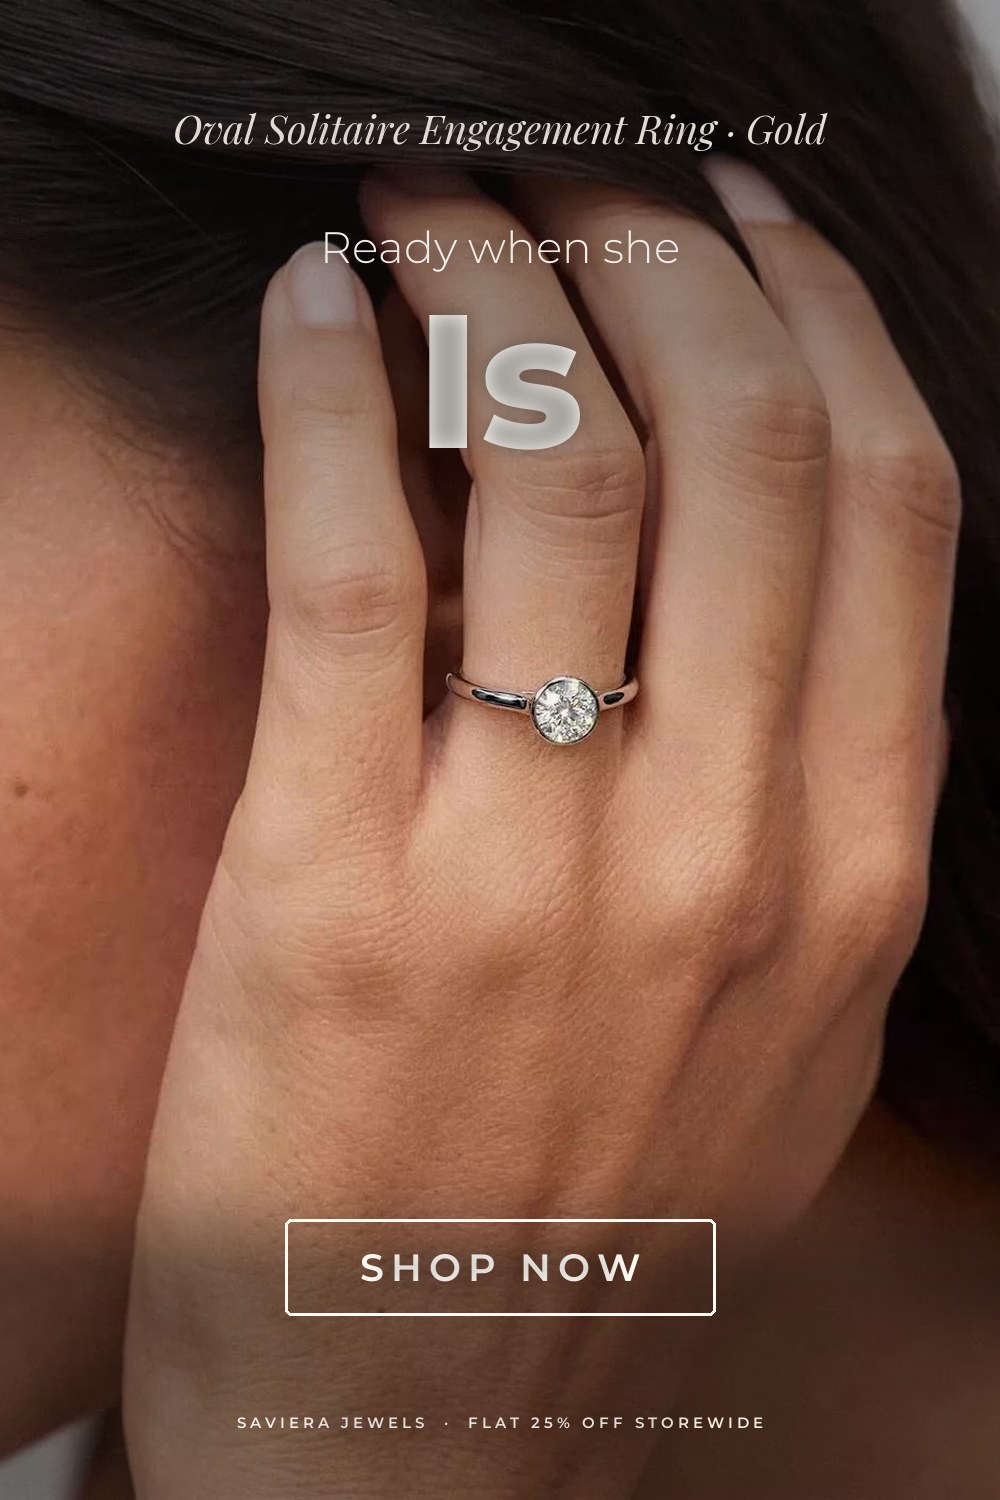 Oval Solitaire Engagement Ring · Gold
Ready when she
Is
SHOP NOW
SAVIERA JEWELS · FLAT 25% OFF STOREWIDE